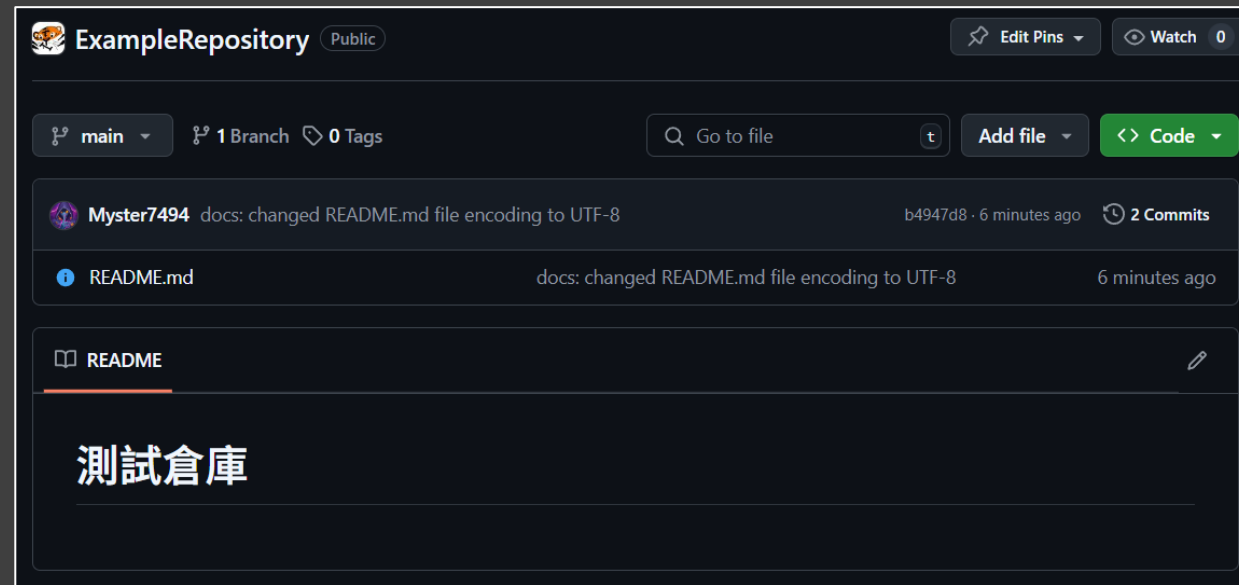 ExampleRepository Public Edit Pins Watch 0
main 1 Branch 0 Tags Go to file t Add file <> Code
Myster7494 docs: changed README.md file encoding to UTF-8 b4947d8 · 6 minutes ago 2 Commits
README.md docs: changed README.md file encoding to UTF-8 6 minutes ago
README
測試倉庫